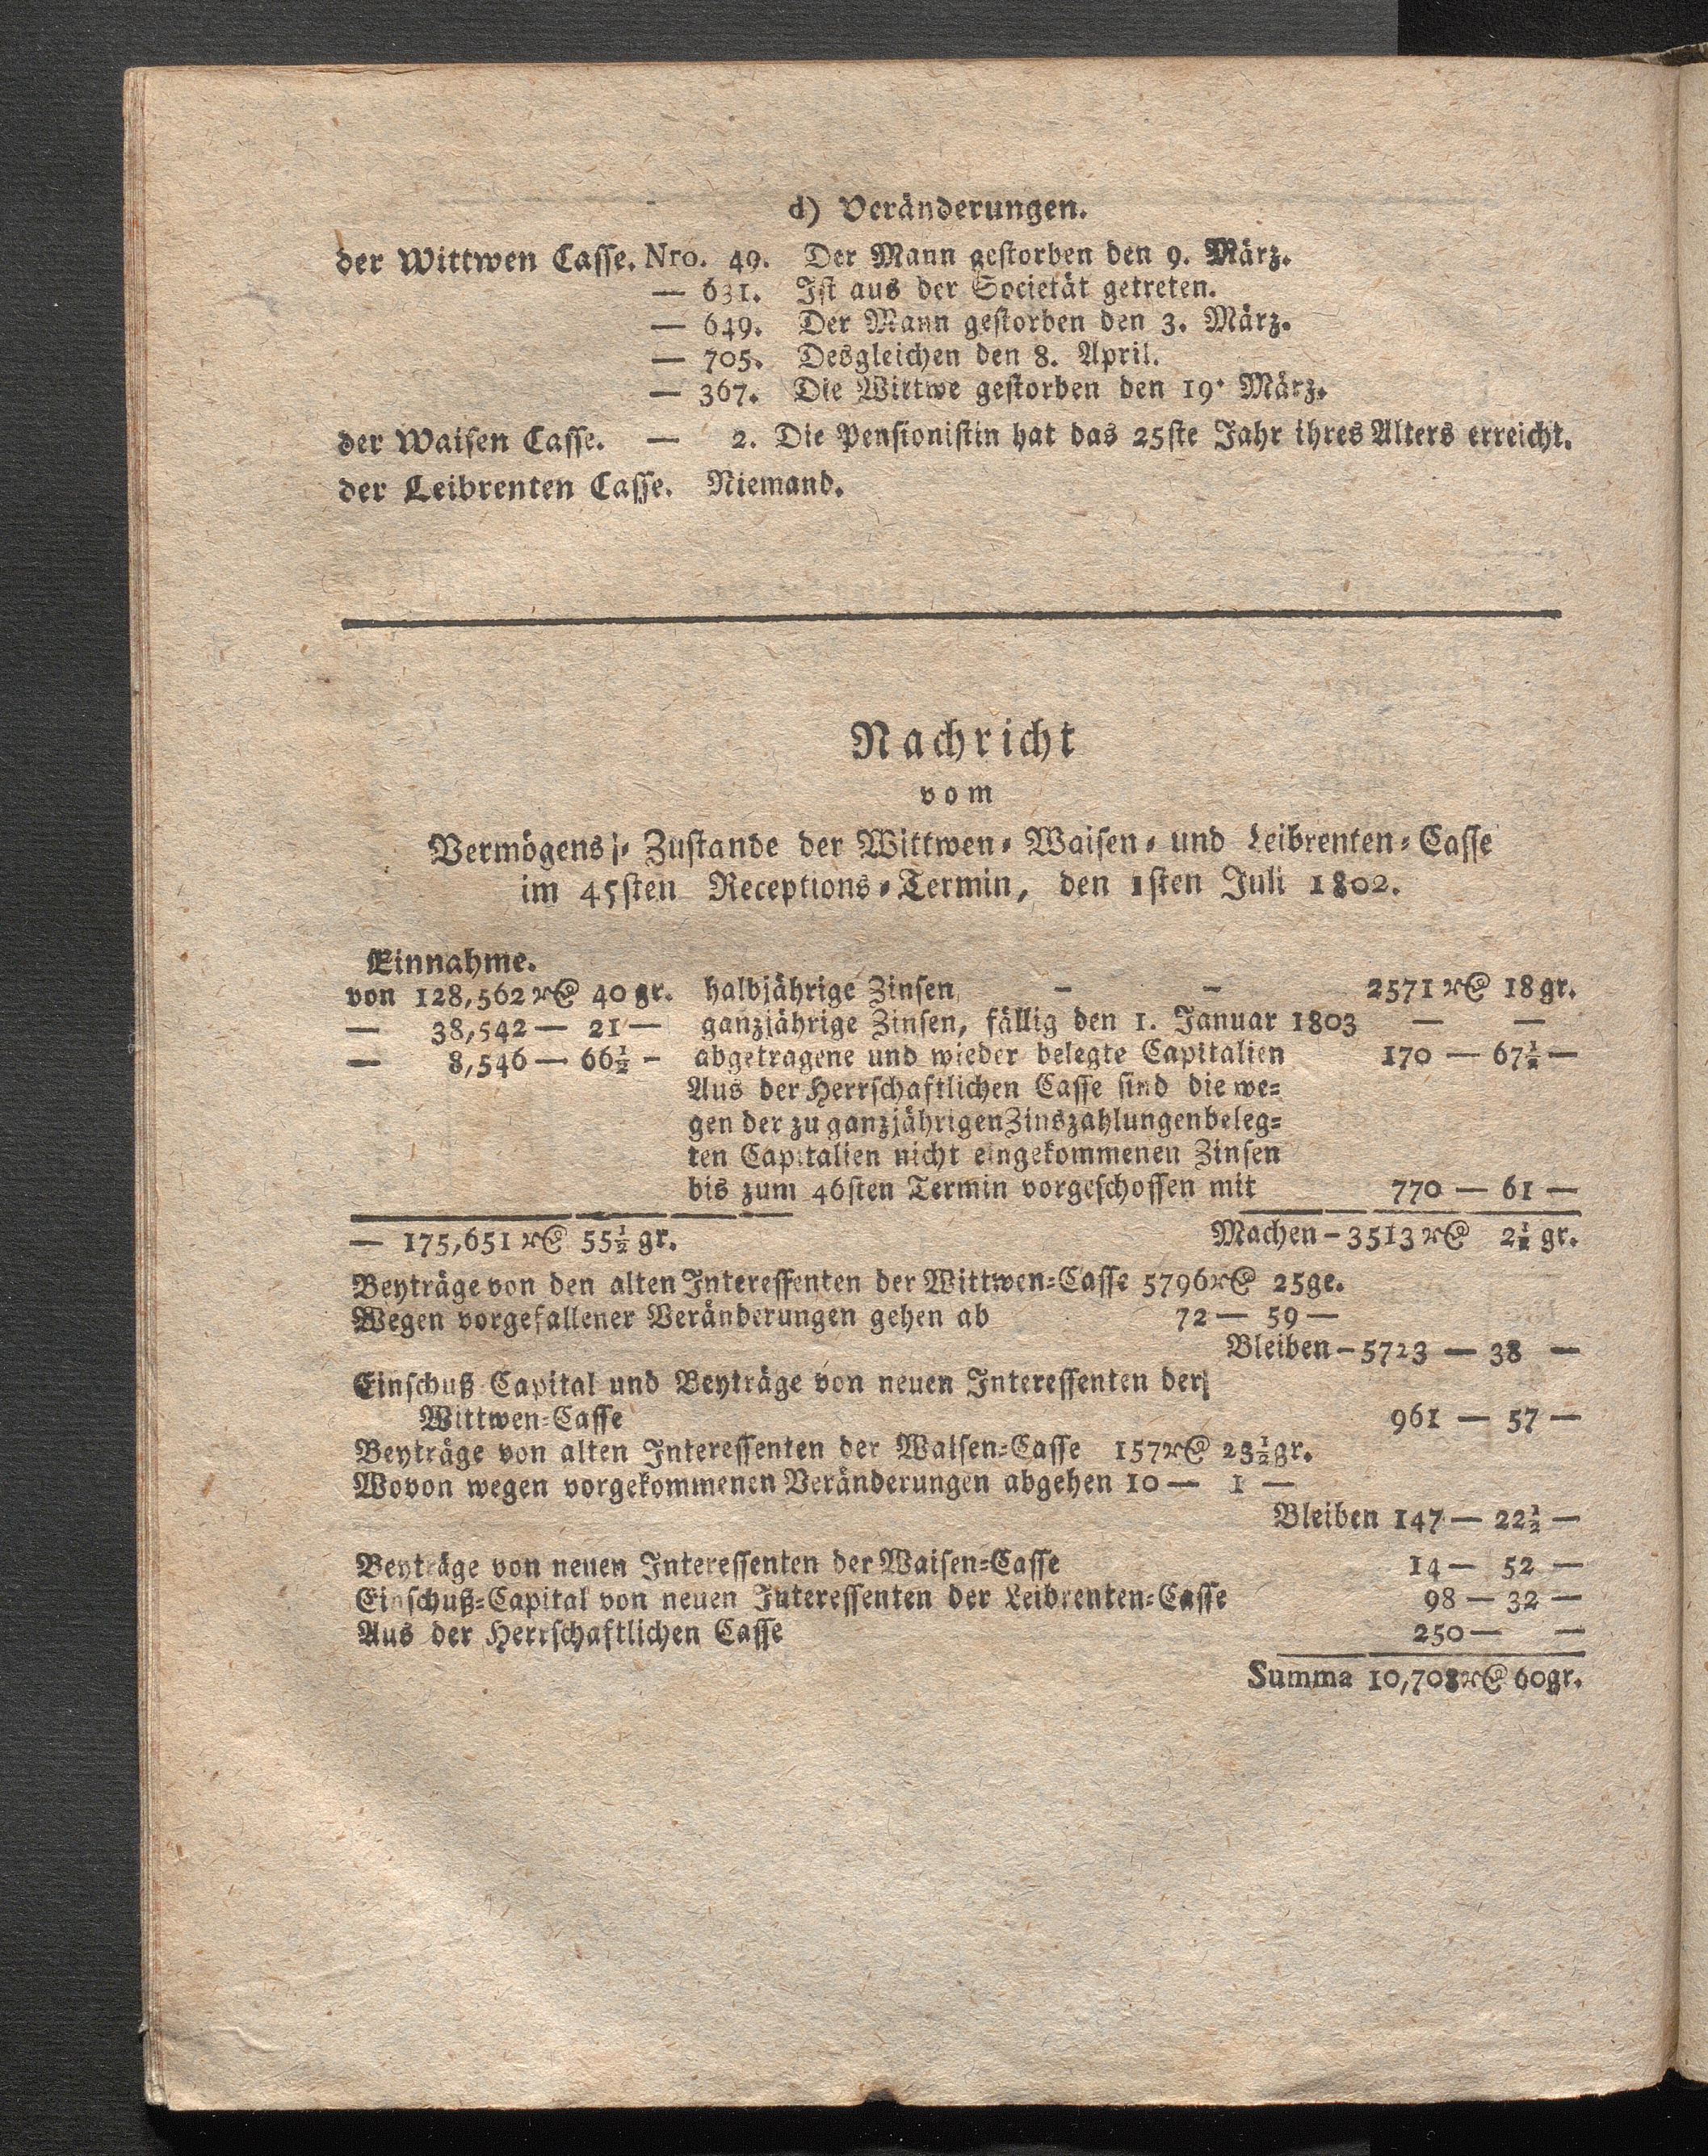 d) Veränderungen.
der Wittwen Casse. Nro. 49. Der Mann gestorben den 9. März.
— 631. Ist aus der Societät getreten.
— 649. Der Mann gestorben den 3. März.
— 705. Desgleichen den 8. April.
— 367. Die Wittwe gestorben den 19. März.
der Waisen Casse. — 2. Die Pensionistin hat das 25ste Jahr ihres Alters erreicht.
der Leibrenten Casse. Niemand.
Nachricht
vom
Vermögens-Zustande der Wittwen- Waisen- und Leibrenten-Casse
im 45sten Receptions-Termin, den 1sten Juli 1802.
Einnahme.
von 128,562 r℔ 40 gr. halbjährige Zinsen - - 2571 r℔ 18 gr.
— 38,542 — 21 — ganzjährige Zinsen, fällig den 1. Januar 1803 — —
— 8,546 — 66½ - abgetragene und wieder belegte Capitalien 170 — 67½ —
Aus der Herrschaftlichen Casse sind die we-
gen der zu ganzjährigen Zinszahlungen beleg-
ten Capitalien nicht eingekommenen Zinsen
bis zum 46sten Termin vorgeschossen mit 770 — 61 —
— 175,651 r℔ 55½ gr. Machen - 3513 r℔ 2½ gr.
Beyträge von den alten Interessenten der Wittwen-Casse 5796 r℔ 25ge.
Wegen vorgefallener Veränderungen gehen ab 72 — 59 —
Bleiben - 5723 — 38 —
Einschuß Capital und Beyträge von neuen Interessenten der
Wittwen-Casse 961 — 57 —
Beyträge von alten Interessenten der Waisen-Casse 157 r℔ 23½ gr.
Wovon wegen vorgekommenen Veränderungen abgehen 10 — 1 —
Bleiben 147 — 22½ —
Beyträge von neuen Interessenten der Waisen-Casse 14 — 52 —
Einschuß-Capital von neuen Interessenten der Leibrenten-Casse 98 — 32 —
Aus der Herrschaftlichen Casse 250 — —
Summa 10,708 r℔ 60gr.